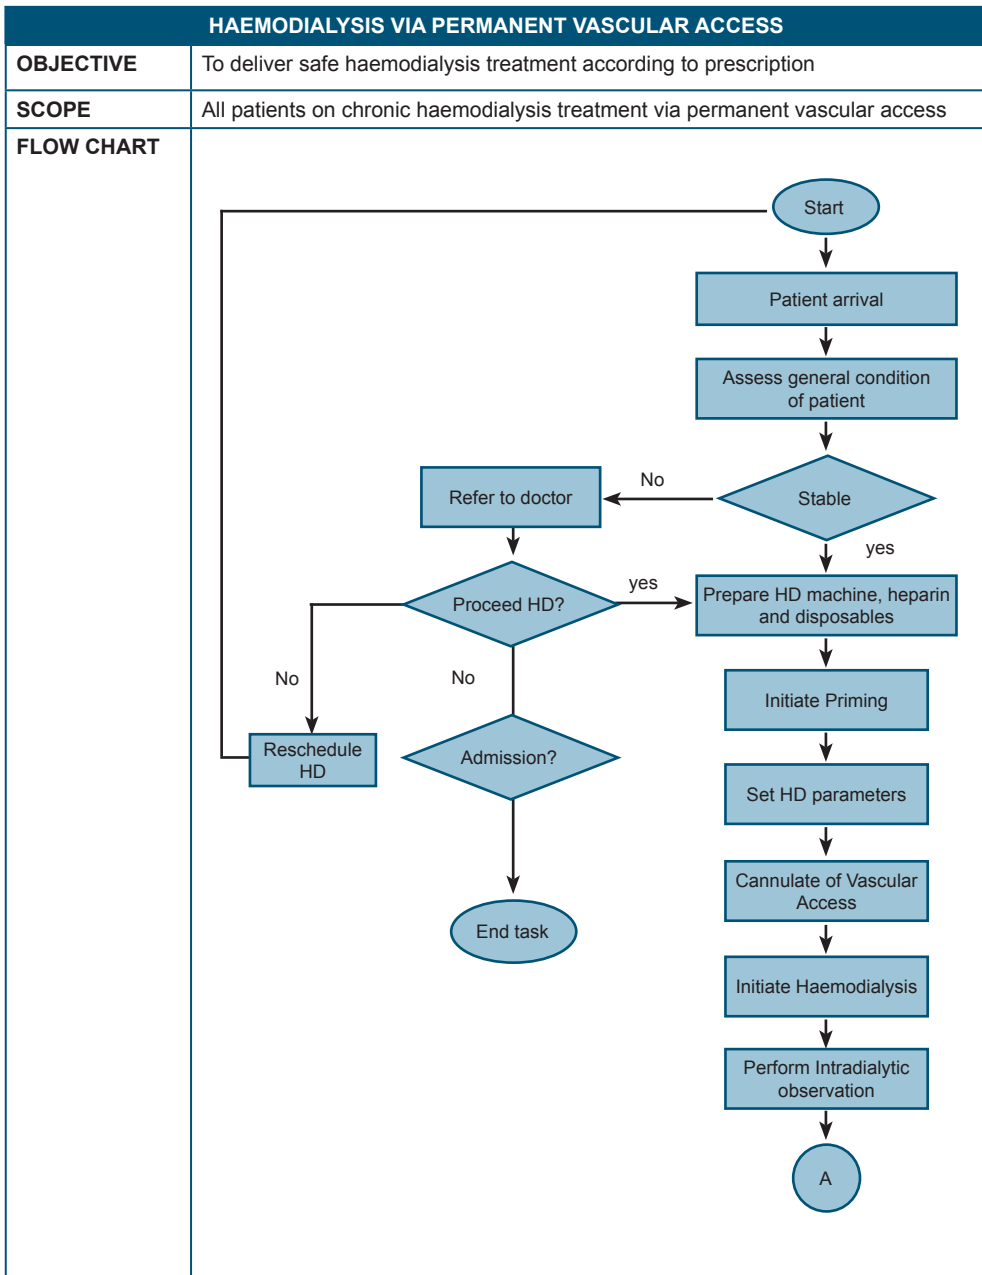 HAEMODIALYSIS VIA PERMANENT VASCULAR ACCESS
OBJECTIVE
To deliver safe haemodialysis treatment according to prescription
SCOPE
All patients on chronic haemodialysis treatment via permanent vascular access
FLOW CHART
Start
Patient arrival
Assess general condition
of patient
Stable
No
Refer to doctor
yes
Proceed HD?
yes
Prepare HD machine, heparin
and disposables
No
No
Initiate Priming
Reschedule
HD
Admission?
Set HD parameters
Cannulate of Vascular
Access
End task
Initiate Haemodialysis
Perform Intradialytic
observation
A